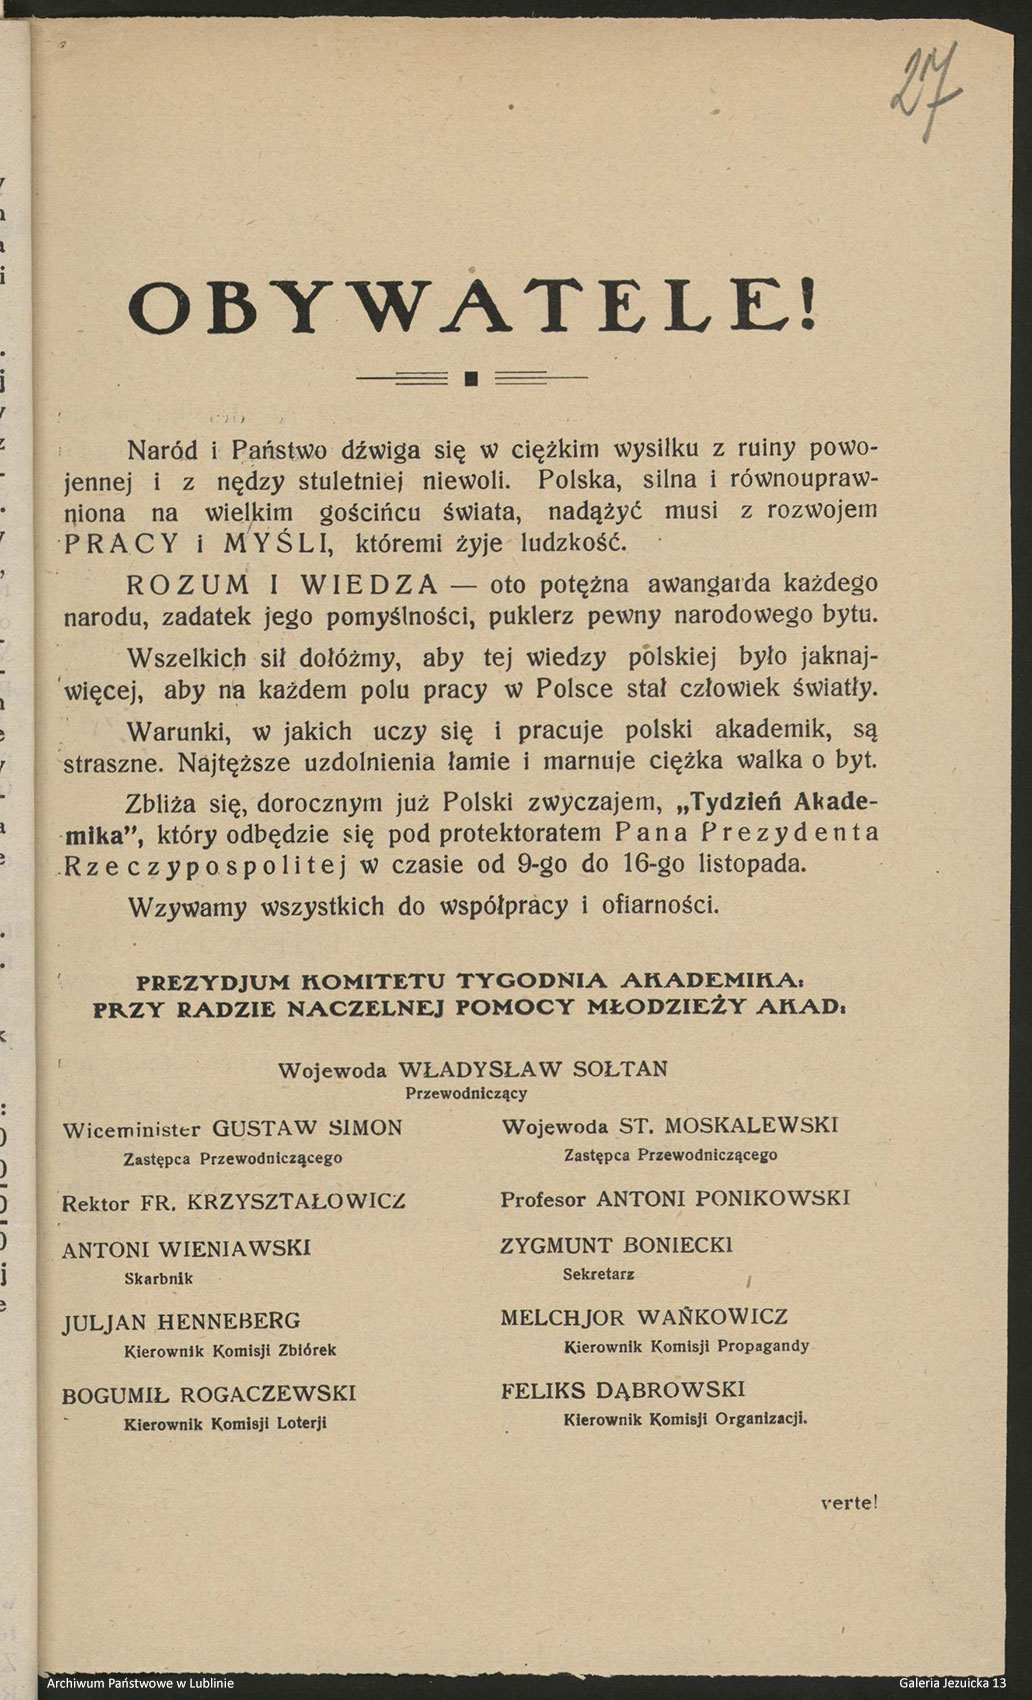 27
OBYWATELE!
Naród i Państwo dźwiga się w ciężkim wysiłku z ruiny powo-
jennej i z nędzy stuletniej niewoli. Polska, silna i równoupraw-
niona na wielkim gościńcu świata, nadążyć musi z rozwojem
PRACY i MYŚLI, któremi żyje ludzkość.
ROZUM I WIEDZA — oto potężna awangarda każdego
narodu, zadatek jego pomyślności, puklerz pewny narodowego bytu.
Wszelkich sił dołóżmy, aby tej wiedzy polskiej było jaknaj-
więcej, aby na każdem polu pracy w Polsce stał człowiek światły.
Warunki, w jakich uczy się i pracuje polski akademik, są
straszne. Najtęższe uzdolnienia łamie i marnuje ciężka walka o byt.
Zbliża się, dorocznym już Polski zwyczajem, „Tydzień Akade-
mika”, który odbędzie się pod protektoratem Pana Prezydenta
Rzeczypospolitej w czasie od 9-go do 16-go listopada.
Wzywamy wszystkich do współpracy i ofiarności.
PREZYDJUM KOMITETU TYGODNIA AKADEMIKA:
PRZY RADZIE NACZELNEJ POMOCY MŁODZIEŻY AKAD:
Wojewoda WŁADYSŁAW SOŁTAN
Przewodniczący
Wiceminister GUSTAW SIMON
Zastępca Przewodniczącego
Wojewoda ST. MOSKALEWSKI
Zastępca Przewodniczącego
Rektor FR. KRZYSZTAŁOWICZ
Profesor ANTONI PONIKOWSKI
ANTONI WIENIAWSKI
Skarbnik
ZYGMUNT BONIECKI
Sekretarz
JULJAN HENNEBERG
Kierownik Komisji Zbiórek
MELCHJOR WAŃKOWICZ
Kierownik Komisji Propagandy
BOGUMIŁ ROGACZEWSKI
Kierownik Komisji Loterji
FELIKS DĄBROWSKI
Kierownik Komisji Organizacji.
verte!
Archiwum Państwowe w Lublinie
Galeria Jezuicka 13